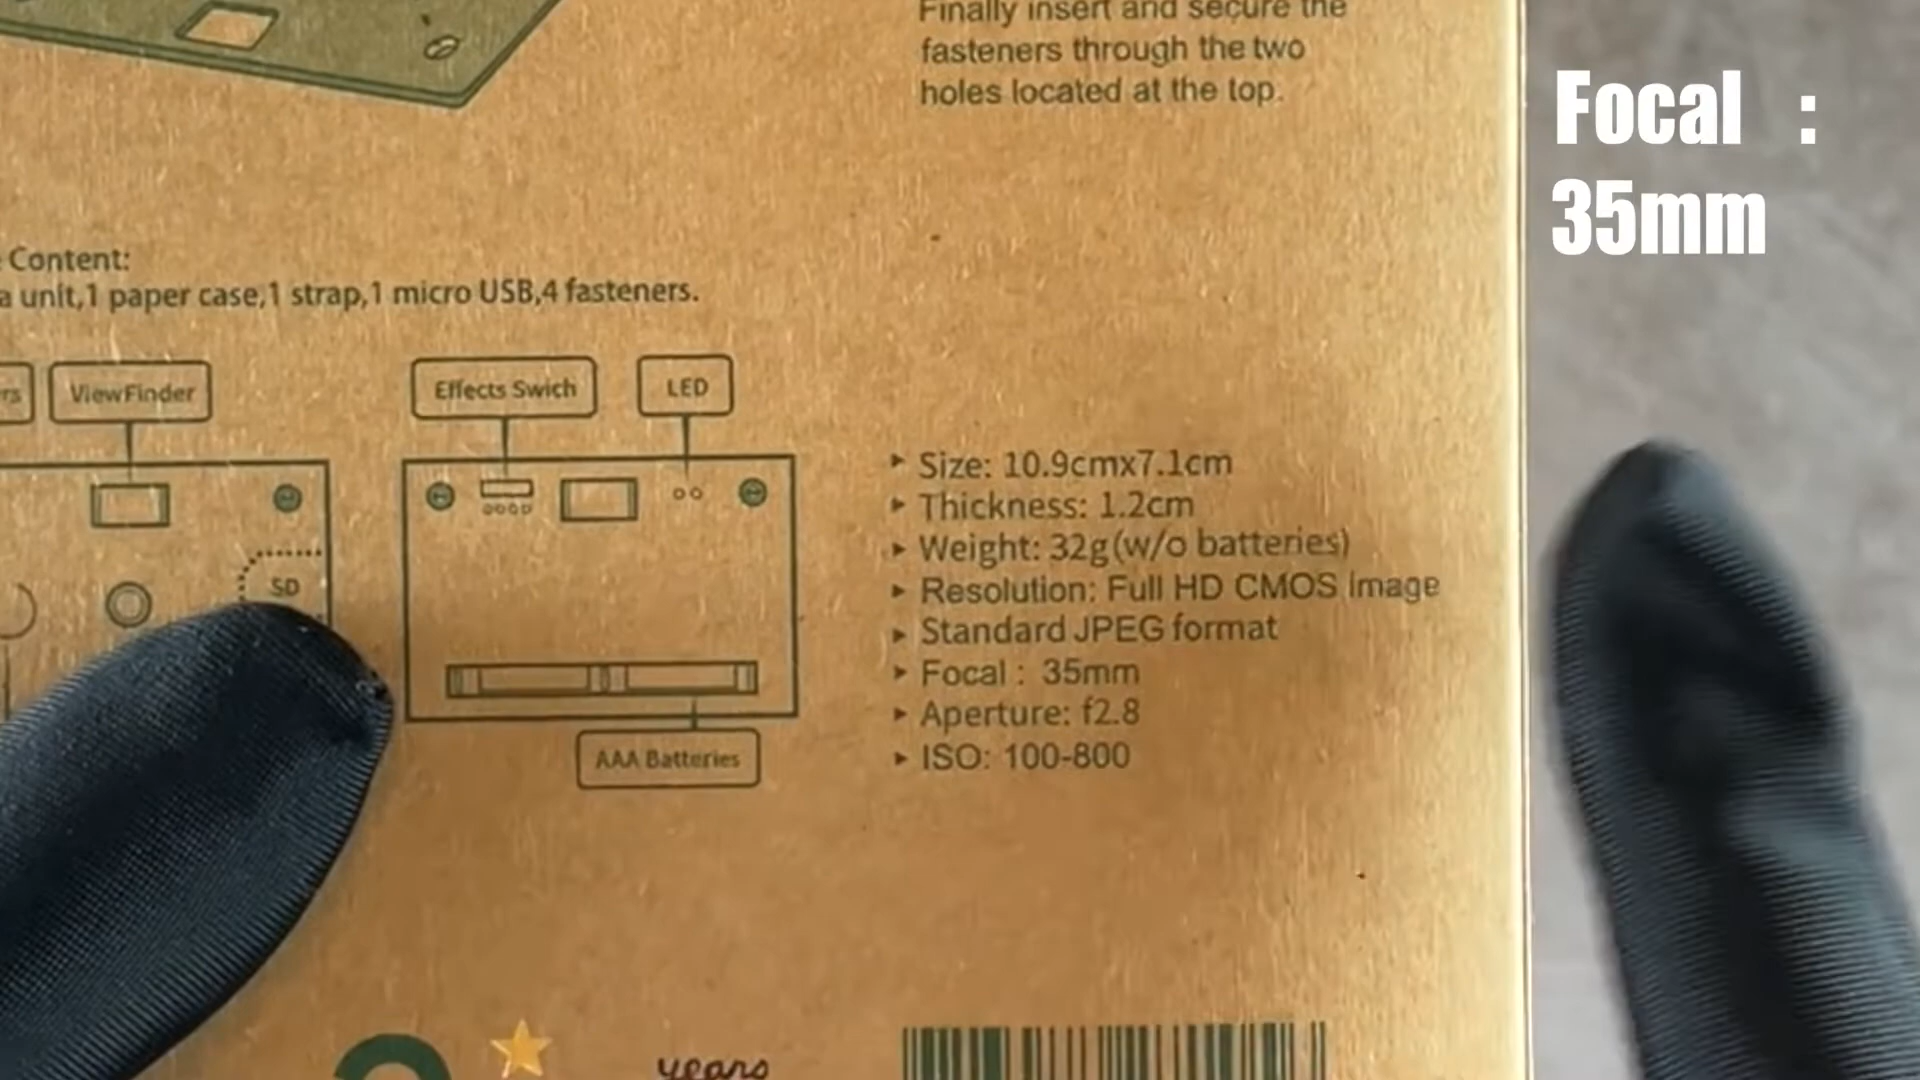 Finally insert and secure the
fasteners through the two
holes located at the top.
Focal :
35mm
Content:
a unit,1 paper case,1 strap,1 micro USB,4 fasteners.
rs
ViewFinder
Effects Swich
LED
SD
AAA Batteries
Size: 10.9cmx7.1cm
Thickness: 1.2cm
Weight: 32g(w/o batteries)
Resolution: Full HD CMOS image
Standard JPEG format
Focal : 35mm
Aperture: f2.8
ISO: 100-800
years